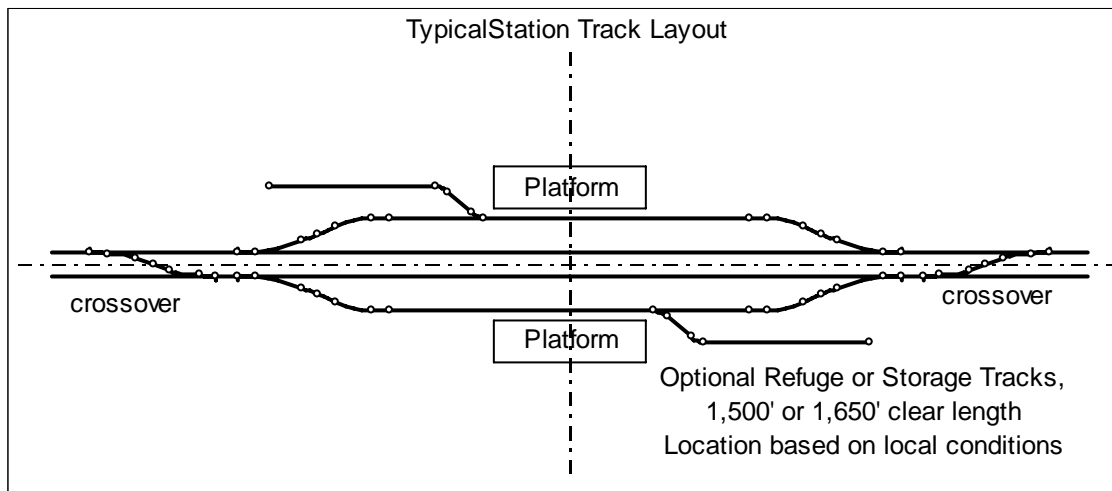 TypicalStation Track Layout
Platform
crossover
crossover
Platform
Optional Refuge or Storage Tracks,
1,500' or 1,650' clear length
Location based on local conditions